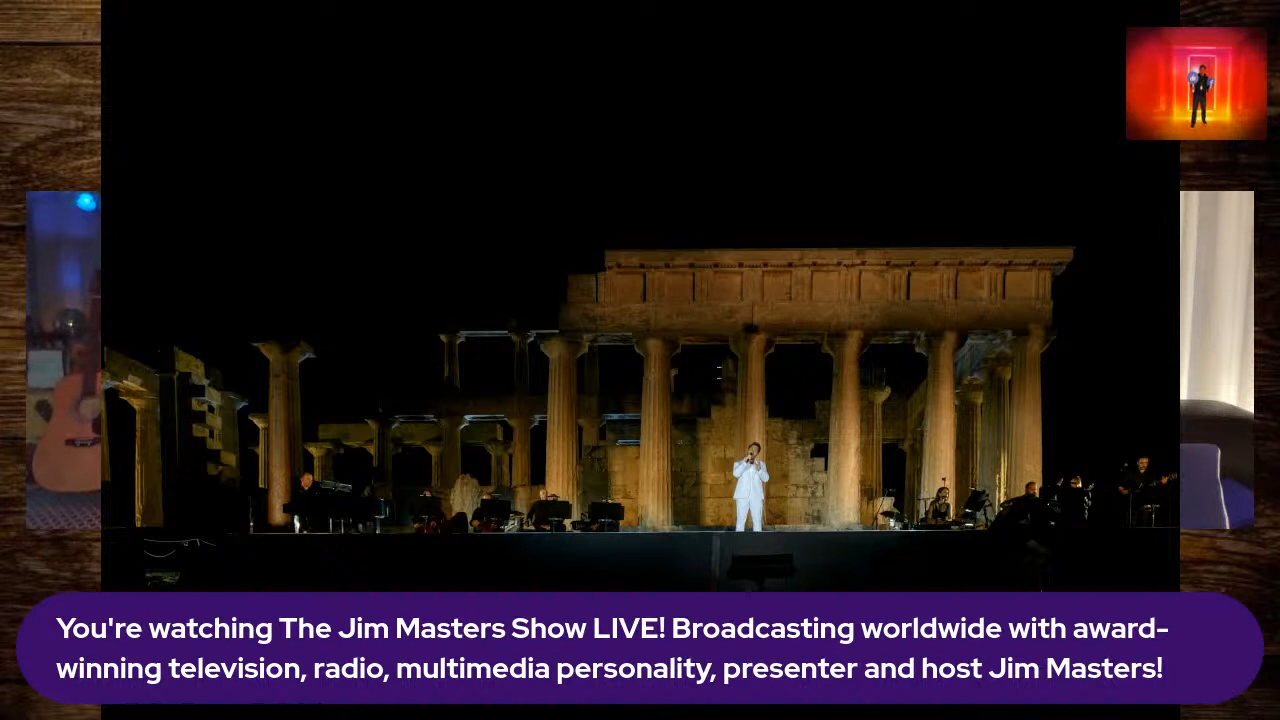 You're watching The Jim Masters Show LIVE! Broadcasting worldwide with award-
winning television, radio, multimedia personality, presenter and host Jim Masters!